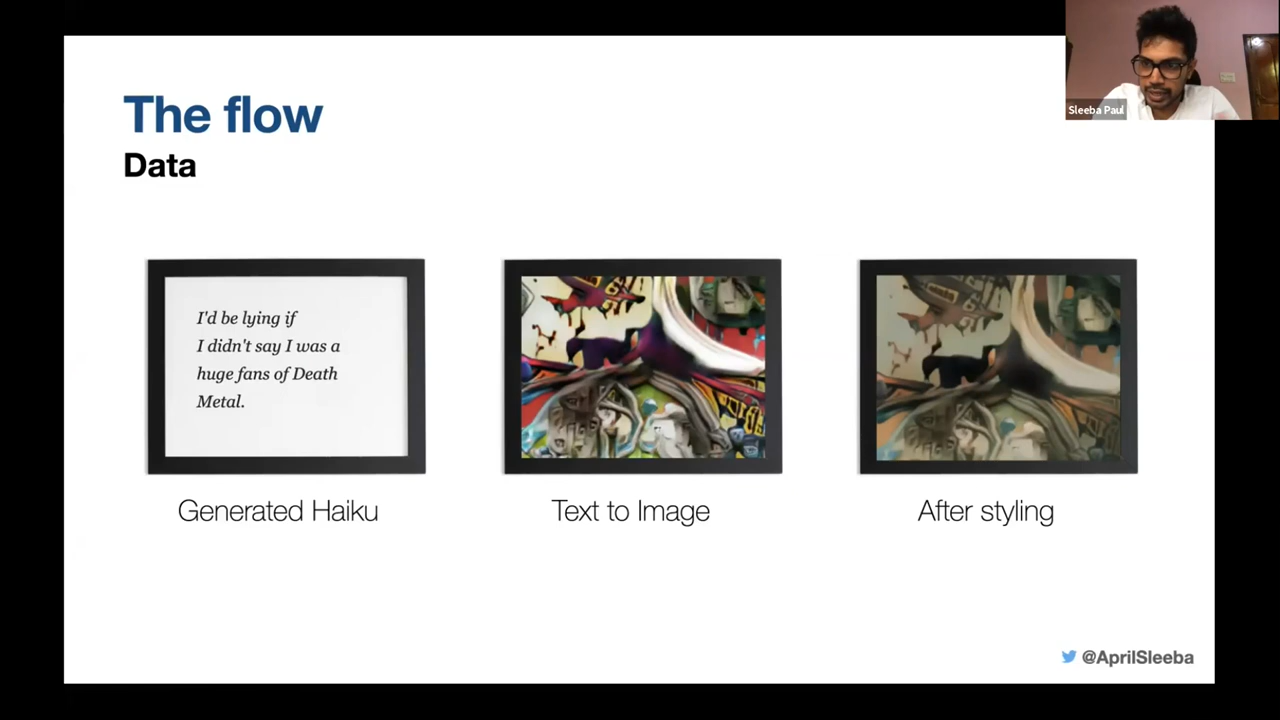 Sleeba Paul
The flow
Data
I'd be lying if
I didn't say I was a
huge fans of Death
Metal.
Generated Haiku
Text to Image
After styling
@AprilSleeba